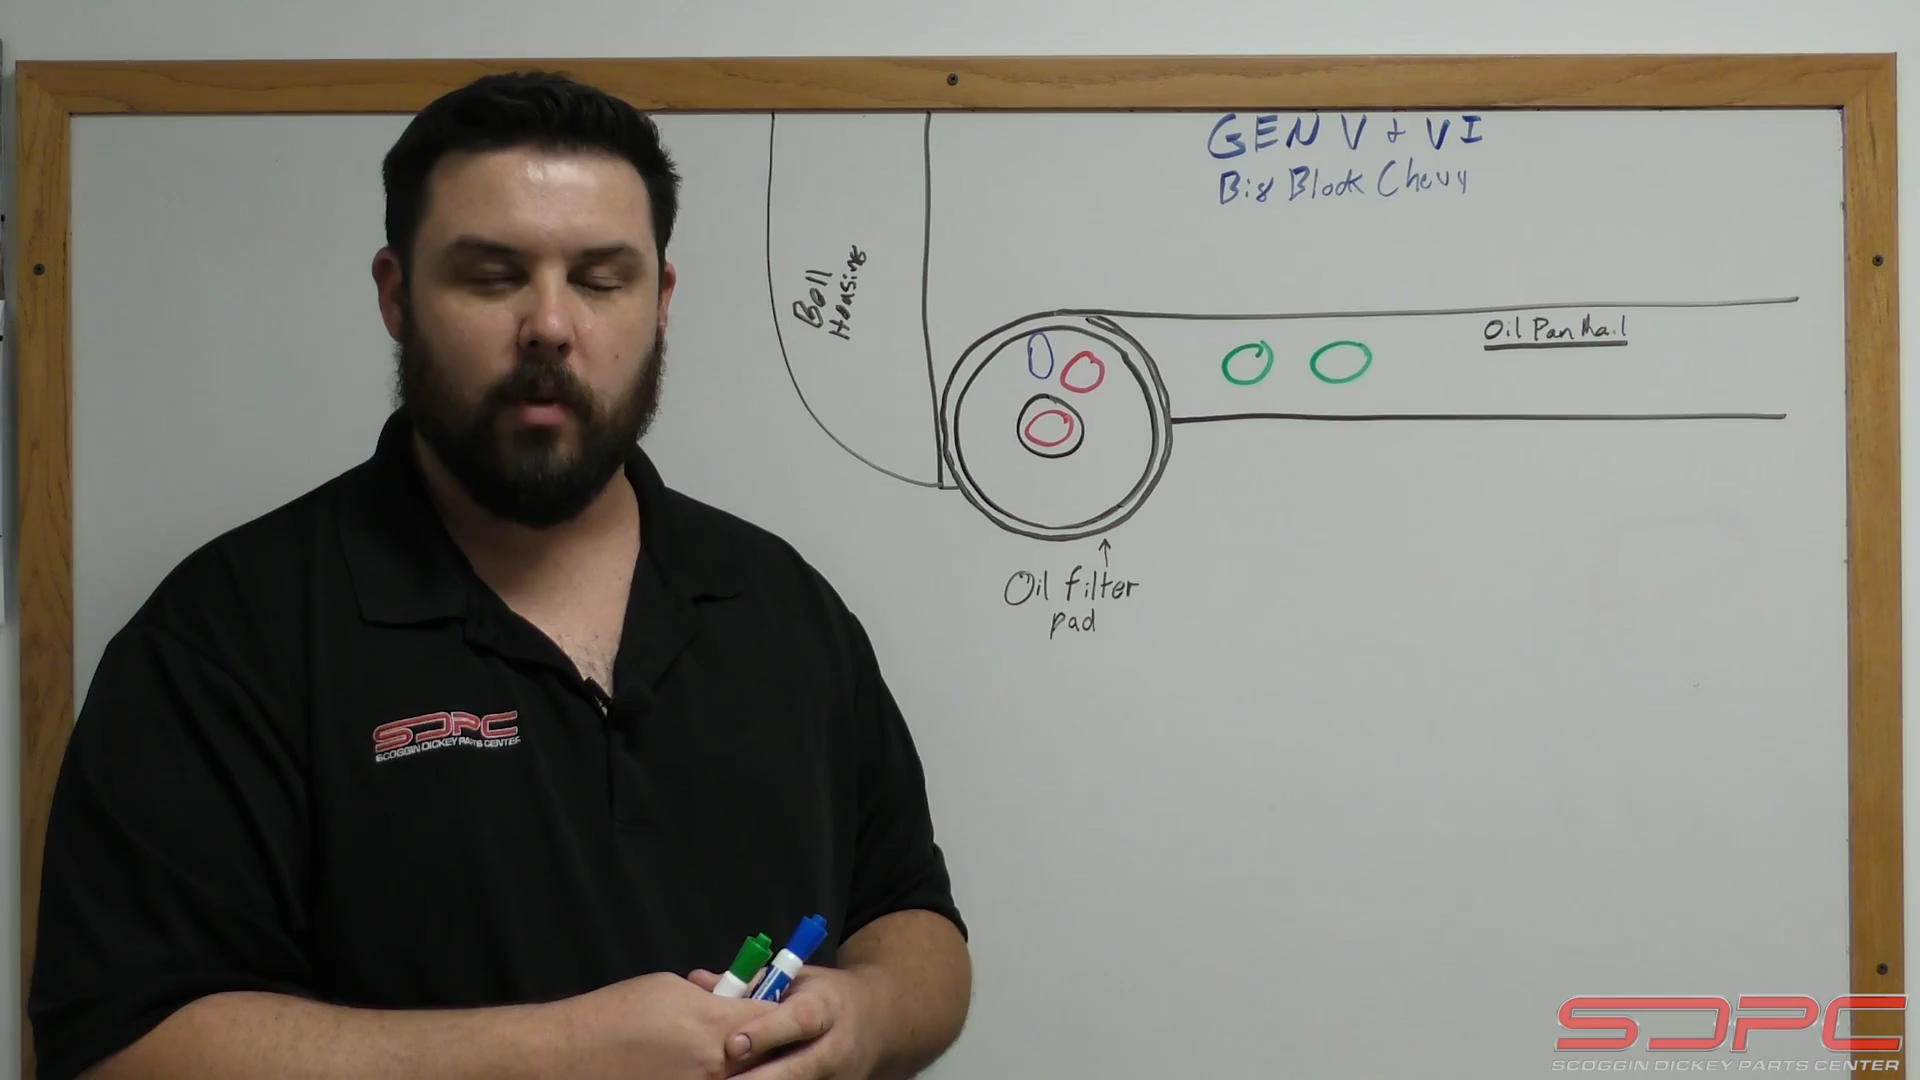 GEN V + VI
Big Block Chevy
Bell
Housing
Oil Pan Rail
Oil filter
pad
SDPC
SCOGGIN DICKEY PARTS CENTER
SDPC
SCOGGIN DICKEY PARTS CENTER